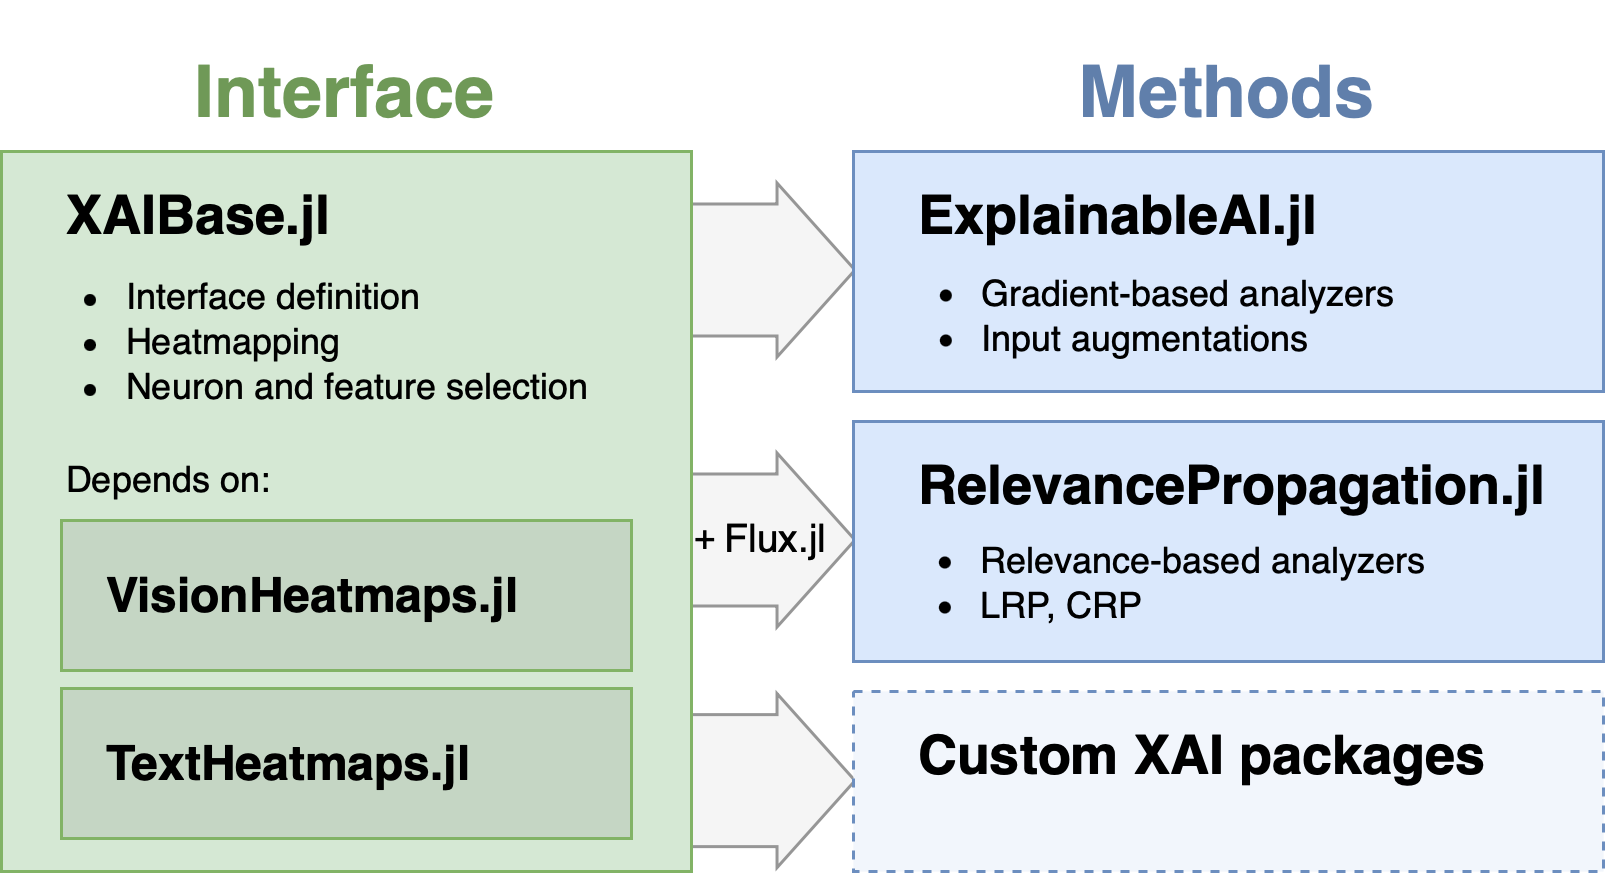 Interface
XAIBase.jl
• Interface definition
• Heatmapping
• Neuron and feature selection
Depends on:
VisionHeatmaps.jl
TextHeatmaps.jl
+ Flux.jl
Methods
ExplainableAI.jl
• Gradient-based analyzers
• Input augmentations
RelevancePropagation.jl
• Relevance-based analyzers
• LRP, CRP
Custom XAI packages